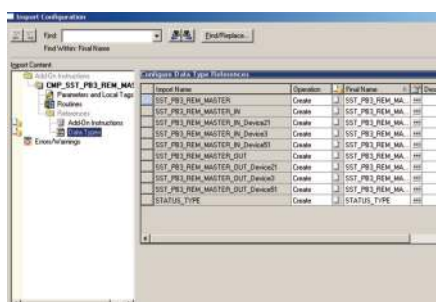 Import Configuration
Find:
Find/Replace...
Find Within: Final Name
Import Content:
Add-On Instructions
CMP_SST_PB3_REM_MAS
Parameters and Local Tags
Routines
References
Add-On Instructions
Data Types
Errors/Warnings
Configure Data Type References
Import Name Operation Final Name Desc
SST_PB3_REM_MASTER Create SST_PB3_REM_MA...
SST_PB3_REM_MASTER_IN Create SST_PB3_REM_MA...
SST_PB3_REM_MASTER_IN_Device21 Create SST_PB3_REM_MA...
SST_PB3_REM_MASTER_IN_Device3 Create SST_PB3_REM_MA...
SST_PB3_REM_MASTER_IN_Device51 Create SST_PB3_REM_MA...
SST_PB3_REM_MASTER_OUT Create SST_PB3_REM_MA...
SST_PB3_REM_MASTER_OUT_Device21 Create SST_PB3_REM_MA...
SST_PB3_REM_MASTER_OUT_Device3 Create SST_PB3_REM_MA...
SST_PB3_REM_MASTER_OUT_Device51 Create SST_PB3_REM_MA...
STATUS_TYPE Create STATUS_TYPE